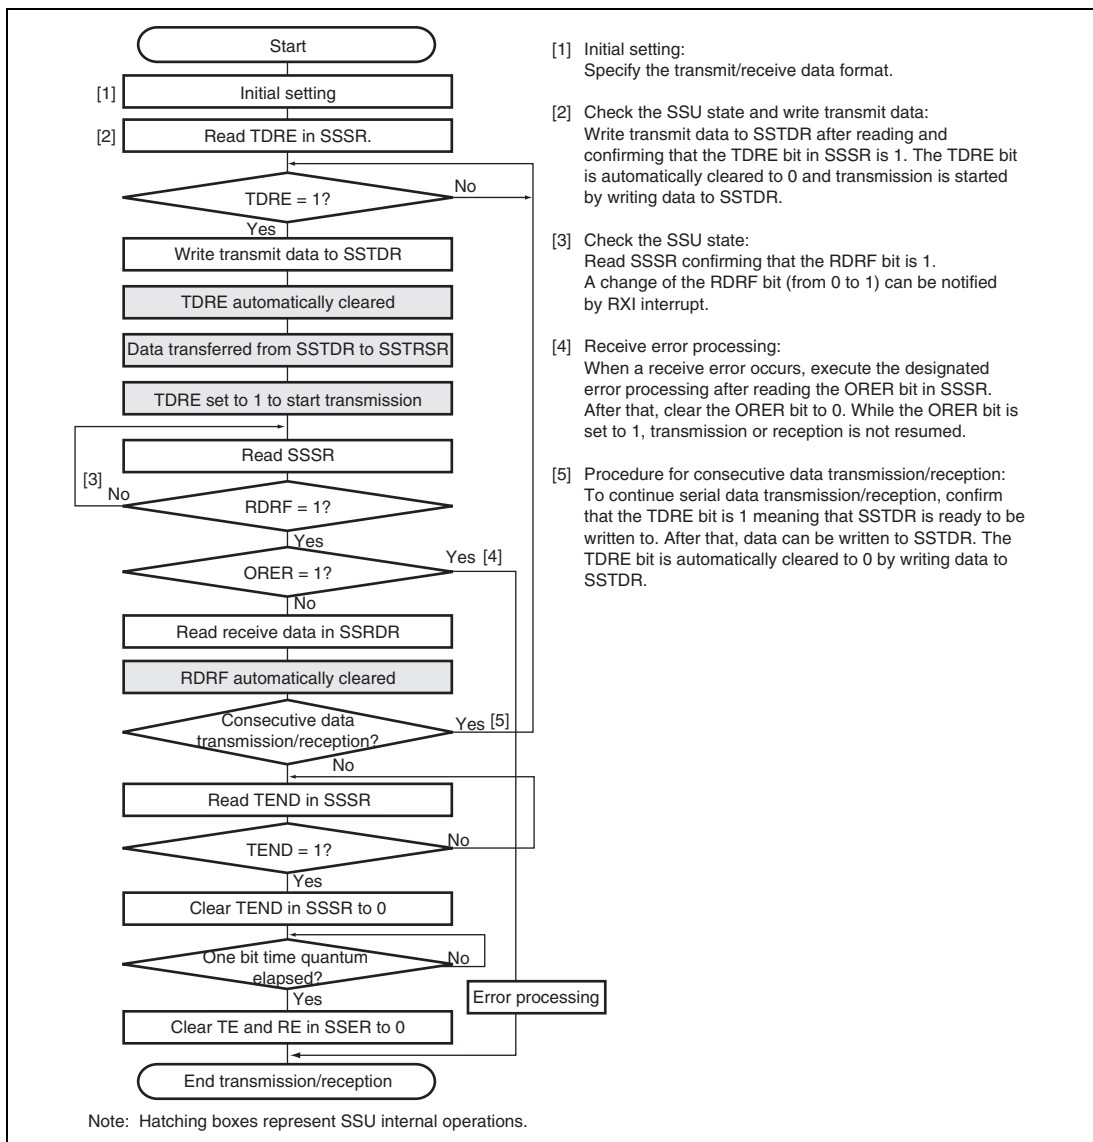 Start
[1] Initial setting
[2] Read TDRE in SSSR.
TDRE = 1?
No
Yes
Write transmit data to SSTDR
TDRE automatically cleared
Data transferred from SSTDR to SSTRSR
TDRE set to 1 to start transmission
Read SSSR
[3]
No
RDRF = 1?
Yes
Yes [4]
ORER = 1?
No
Read receive data in SSRDR
RDRF automatically cleared
Consecutive data
transmission/reception?
Yes [5]
No
Read TEND in SSSR
TEND = 1?
No
Yes
Clear TEND in SSSR to 0
One bit time quantum
elapsed?
No
Yes
Error processing
Clear TE and RE in SSER to 0
End transmission/reception
[1] Initial setting:
Specify the transmit/receive data format.
[2] Check the SSU state and write transmit data:
Write transmit data to SSTDR after reading and
confirming that the TDRE bit in SSSR is 1. The TDRE bit
is automatically cleared to 0 and transmission is started
by writing data to SSTDR.
[3] Check the SSU state:
Read SSSR confirming that the RDRF bit is 1.
A change of the RDRF bit (from 0 to 1) can be notified
by RXI interrupt.
[4] Receive error processing:
When a receive error occurs, execute the designated
error processing after reading the ORER bit in SSSR.
After that, clear the ORER bit to 0. While the ORER bit is
set to 1, transmission or reception is not resumed.
[5] Procedure for consecutive data transmission/reception:
To continue serial data transmission/reception, confirm
that the TDRE bit is 1 meaning that SSTDR is ready to be
written to. After that, data can be written to SSTDR. The
TDRE bit is automatically cleared to 0 by writing data to
SSTDR.
Note: Hatching boxes represent SSU internal operations.